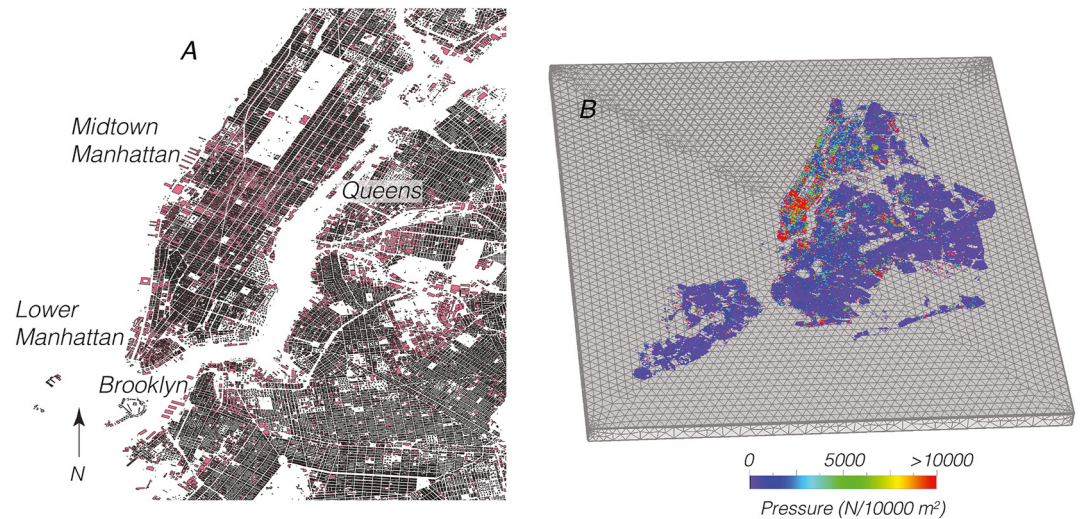 A
Midtown
Manhattan
Queens
Lower
Manhattan
Brooklyn
N
B
0 5000 >10000
Pressure (N/10000 m²)